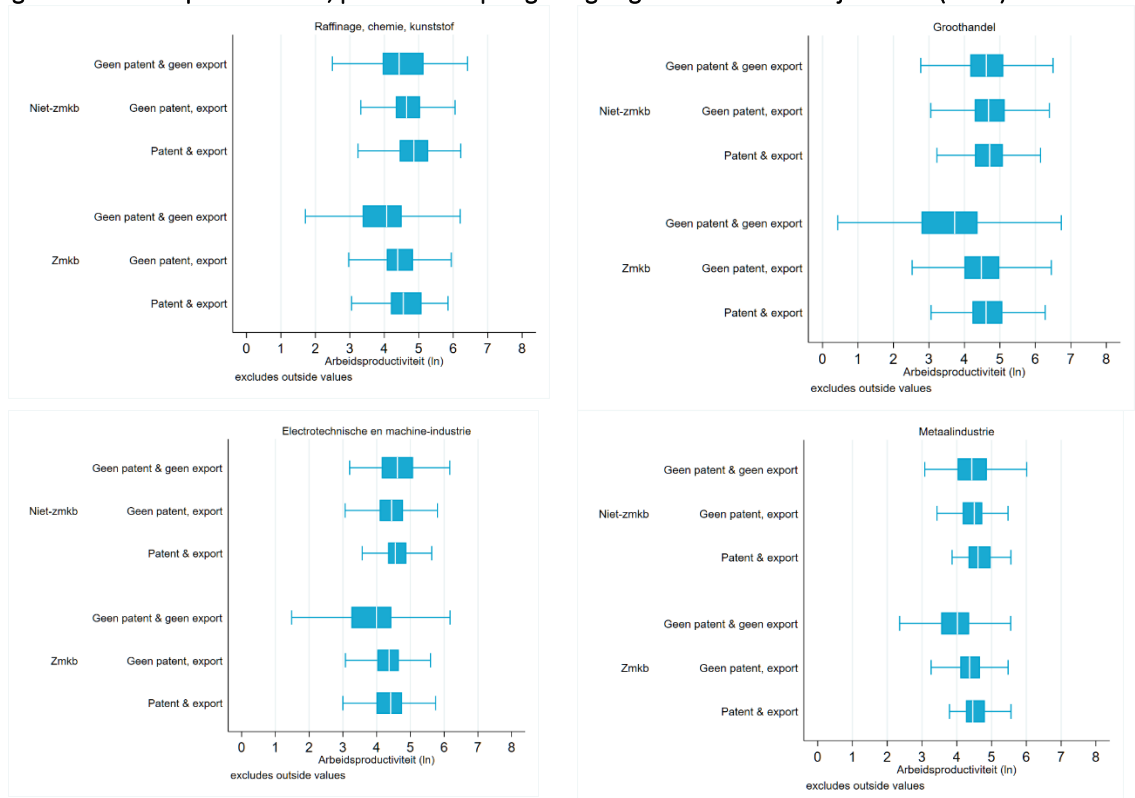 Raffinage, chemie, kunststof
Geen patent & geen export
Niet-zmkb Geen patent, export
Patent & export
Geen patent & geen export
Zmkb Geen patent, export
Patent & export
0 1 2 3 4 5 6 7 8
Arbeidsproductiviteit (ln)
excludes outside values
Groothandel
Geen patent & geen export
Niet-zmkb Geen patent, export
Patent & export
Geen patent & geen export
Zmkb Geen patent, export
Patent & export
0 1 2 3 4 5 6 7 8
Arbeidsproductiviteit (ln)
excludes outside values
Electrotechnische en machine-industrie
Geen patent & geen export
Niet-zmkb Geen patent, export
Patent & export
Geen patent & geen export
Zmkb Geen patent, export
Patent & export
0 1 2 3 4 5 6 7 8
Arbeidsproductiviteit (ln)
excludes outside values
Metaalindustrie
Geen patent & geen export
Niet-zmkb Geen patent, export
Patent & export
Geen patent & geen export
Zmkb Geen patent, export
Patent & export
0 1 2 3 4 5 6 7 8
Arbeidsproductiviteit (ln)
excludes outside values